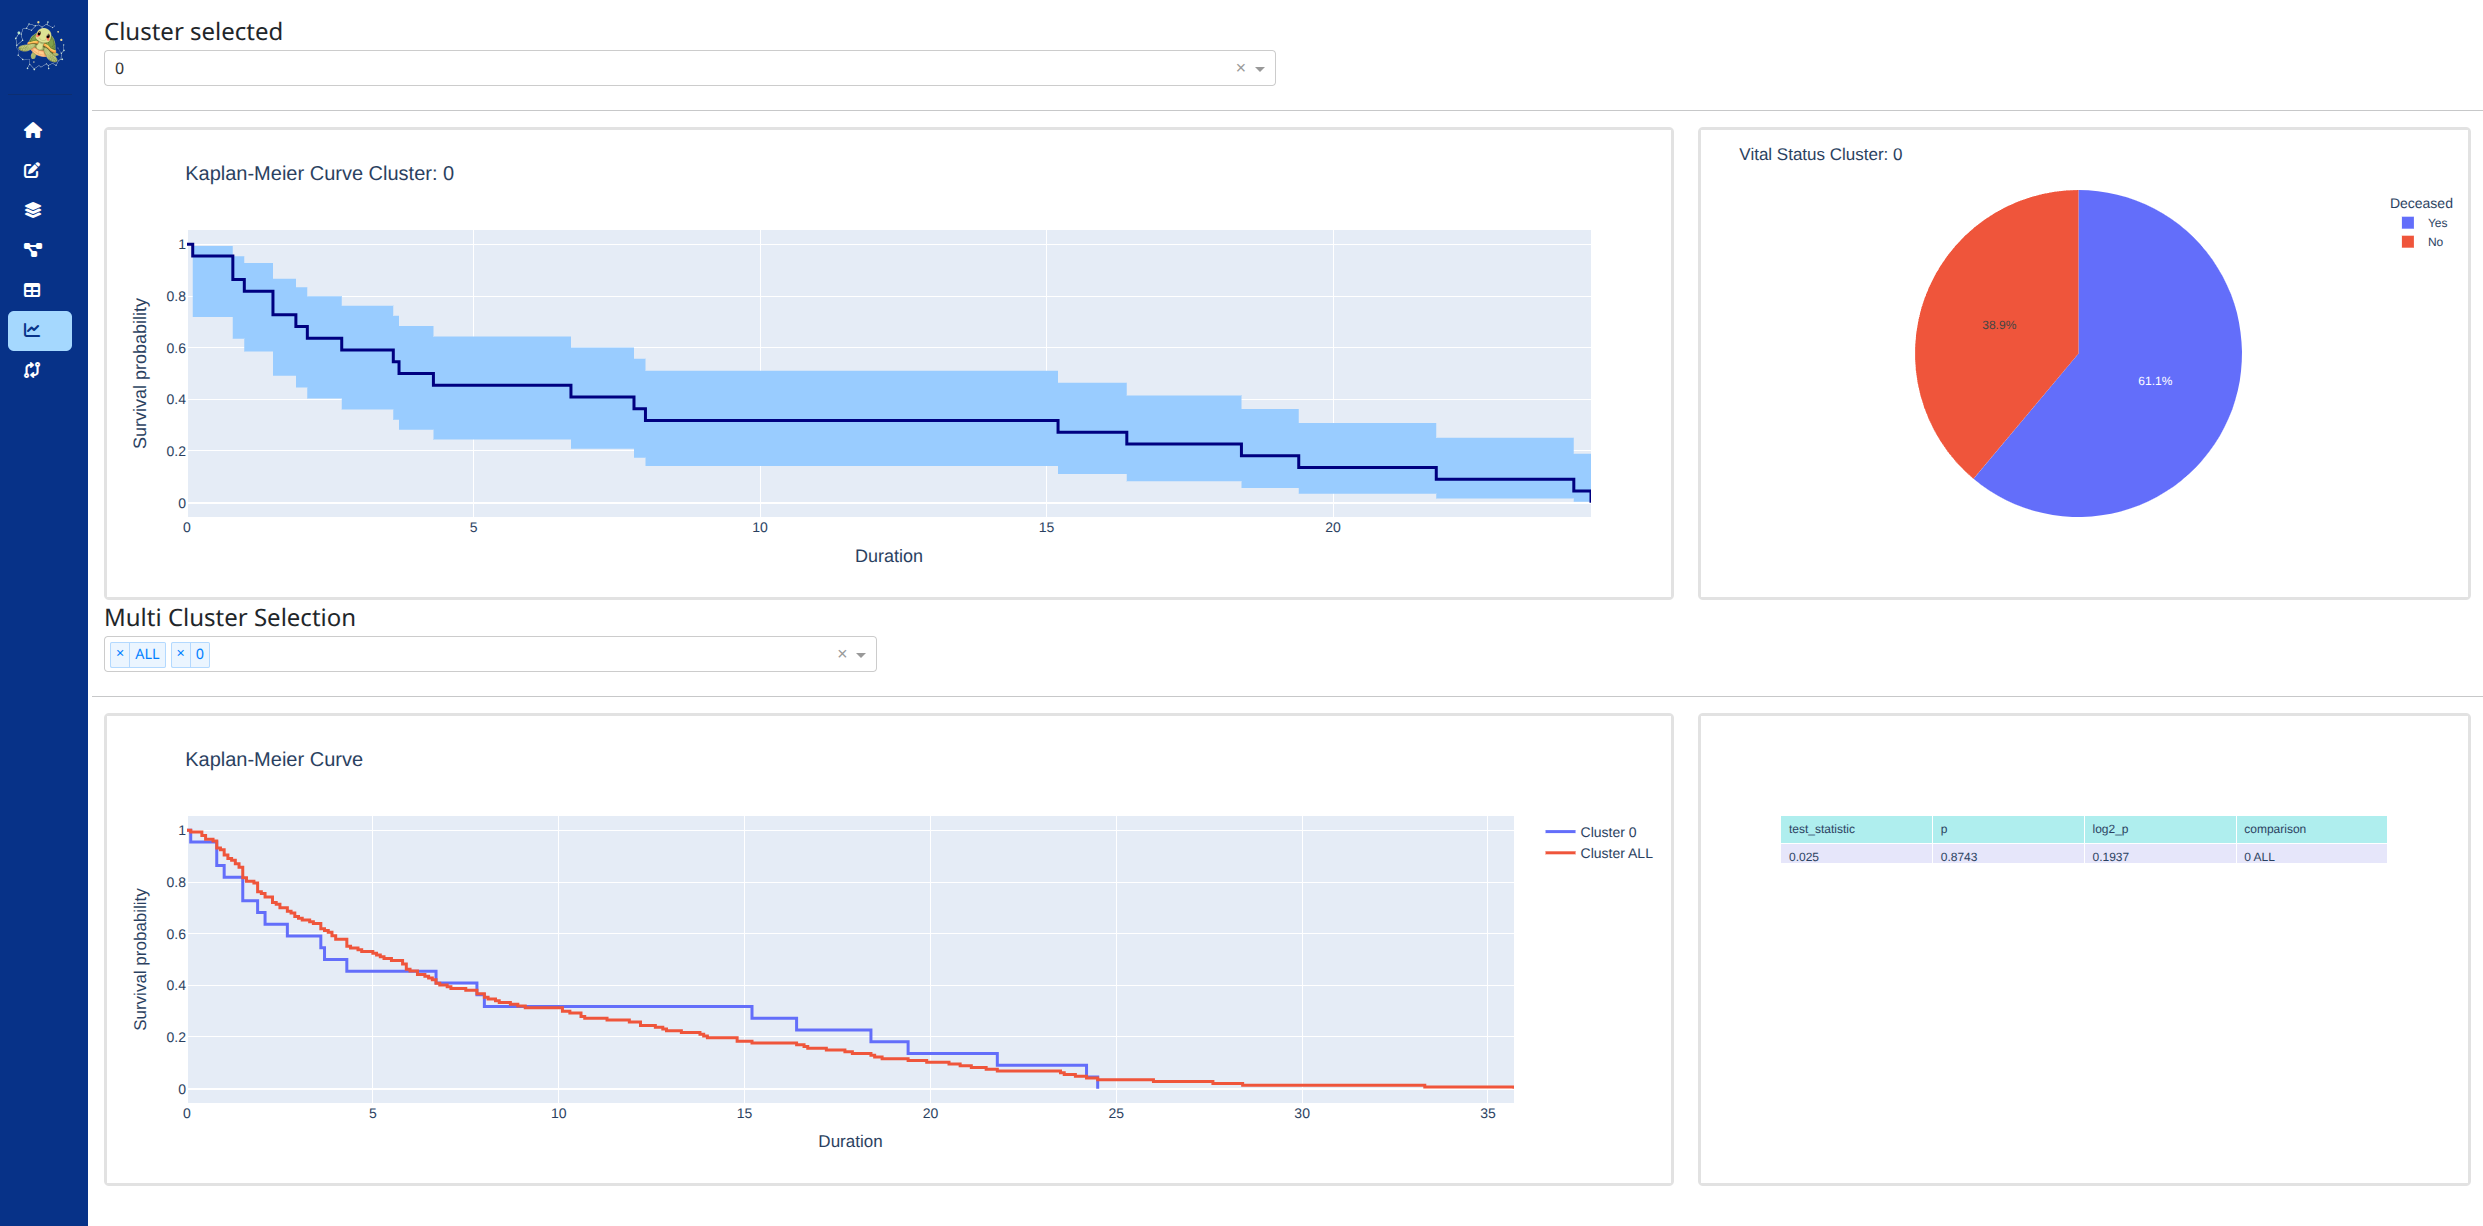 Cluster selected
0
Kaplan-Meier Curve Cluster: 0
1
0.8
0.6
0.4
0.2
0
Survival probability
0 5 10 15 20
Duration
Vital Status Cluster: 0
Deceased
Yes
No
38.9%
61.1%
Multi Cluster Selection
× ALL × 0
Kaplan-Meier Curve
1
0.8
0.6
0.4
0.2
0
Survival probability
0 5 10 15 20 25 30 35
Duration
Cluster 0
Cluster ALL
test_statistic p log2_p comparison
0.025 0.8743 0.1937 0 ALL